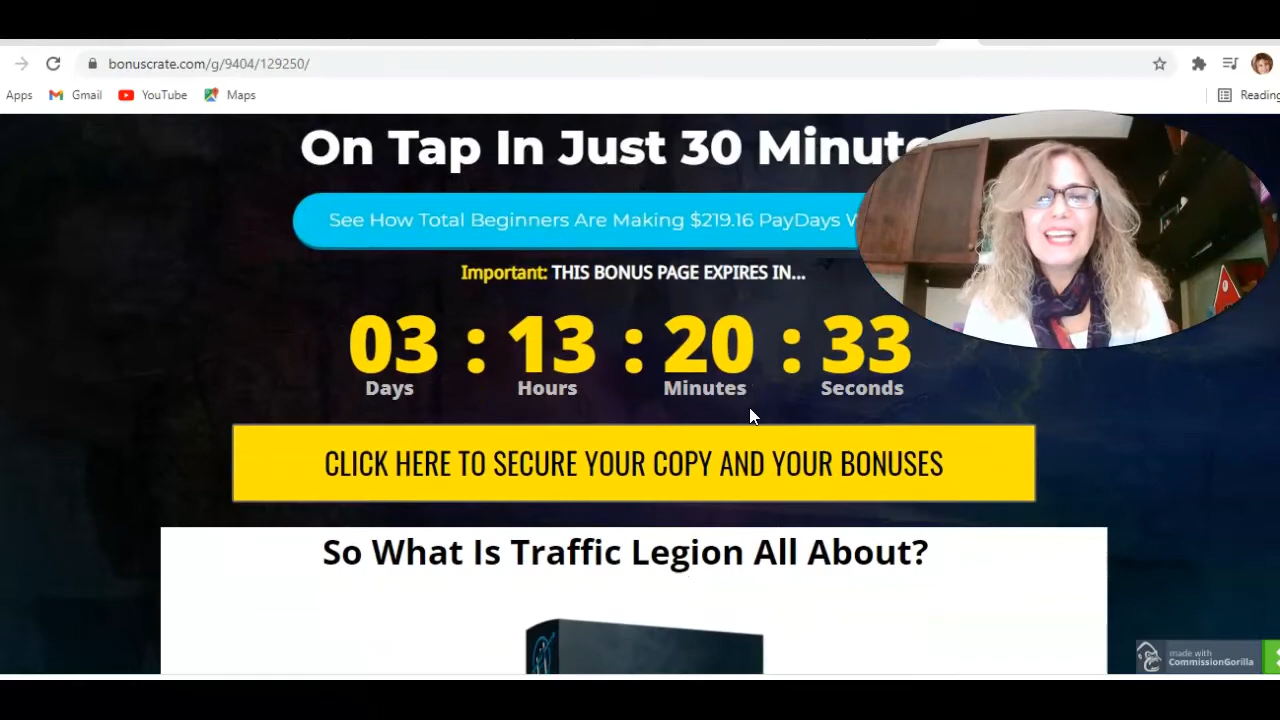 bonuscrate.com/g/9404/129250/
Apps Gmail YouTube Maps Reading
On Tap In Just 30
See How Total Beginners Are Making $219.16 PayDays
Important: THIS BONUS PAGE EXPIRES IN...
03 : 13 : 20 : 33
Days Hours Minutes Seconds
CLICK HERE TO SECURE YOUR COPY AND YOUR BONUSES
So What Is Traffic Legion All About?
made with
CommissionGorilla